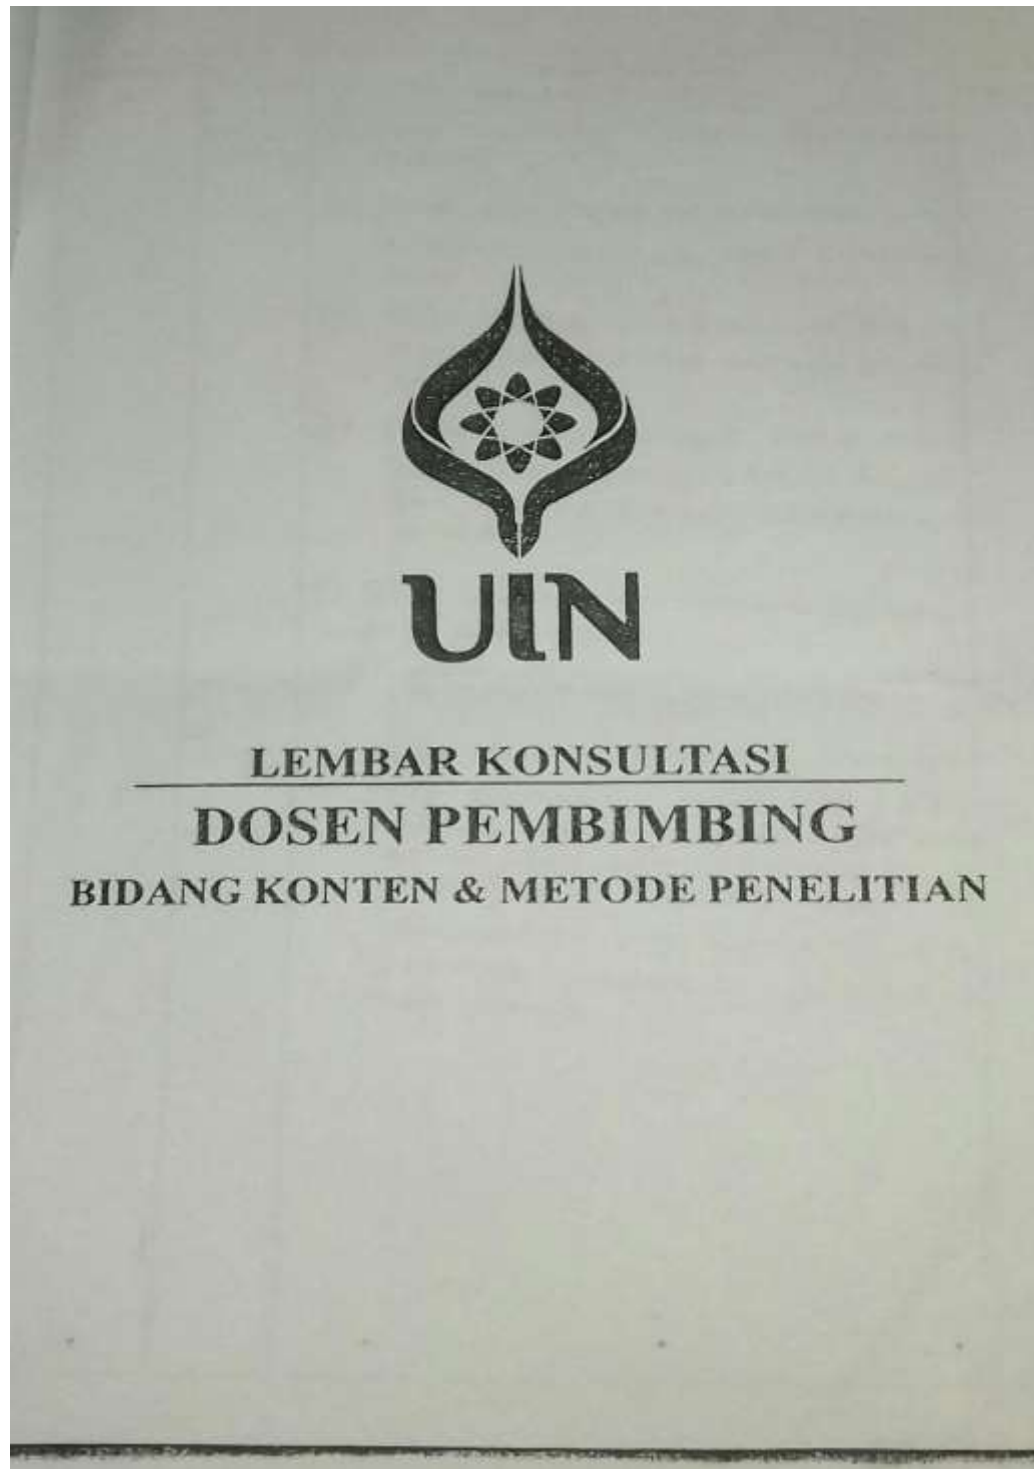 UIN
LEMBAR KONSULTASI
DOSEN PEMBIMBING
BIDANG KONTEN & METODE PENELITIAN